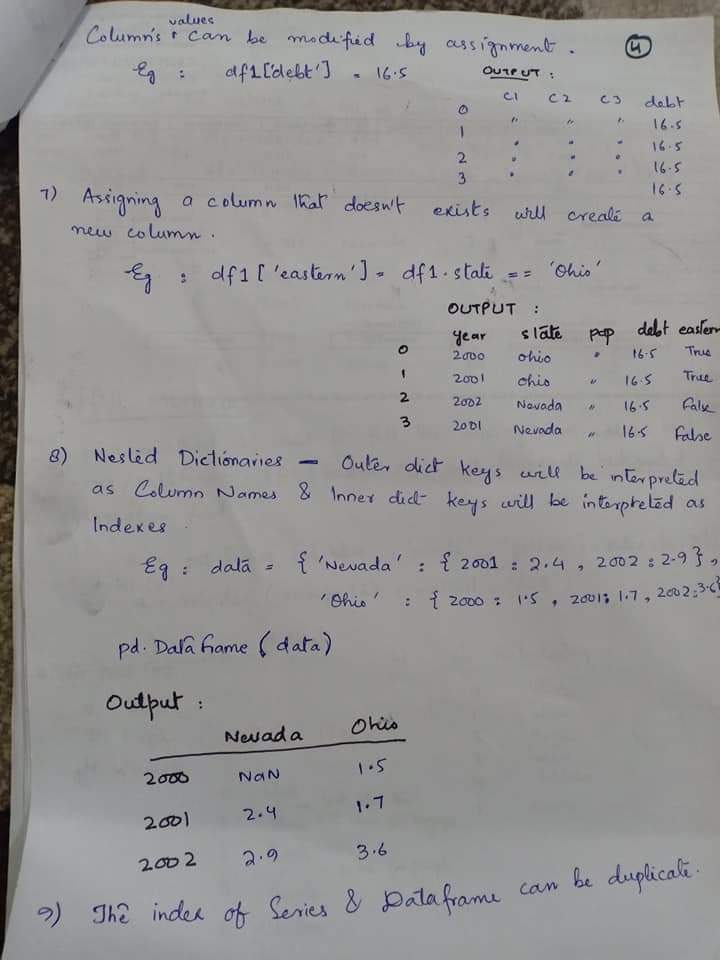 values
Column's can be modified by assignment. 4
Eg : df1['debt'] = 16.5 OUTPUT :
C1 C2 C3 debt
0 " " " 16.5
1 " " " 16.5
2 " " " 16.5
3 " " " 16.5
7) Assigning a column that doesn't exists will create a
new column.
Eg : df1['eastern'] = df1.state == 'Ohio'
OUTPUT :
year state pop debt eastern
0 2000 ohio " 16.5 True
1 2001 ohio " 16.5 True
2 2002 Nevada " 16.5 False
3 2001 Nevada " 16.5 False
8) Nested Dictionaries — Outer dict keys will be interpreted
as Column Names & Inner dict keys will be interpreted as
Indexes.
Eg : data = { 'Nevada' : { 2001 : 2.4 , 2002 : 2.9 } ,
'Ohio' : { 2000 : 1.5 , 2001 : 1.7 , 2002 : 3.6 }
pd.Dataframe (data)
Output :
Nevada Ohio
2000 NaN 1.5
2001 2.4 1.7
2002 2.9 3.6
9) The index of Series & Dataframe can be duplicate.